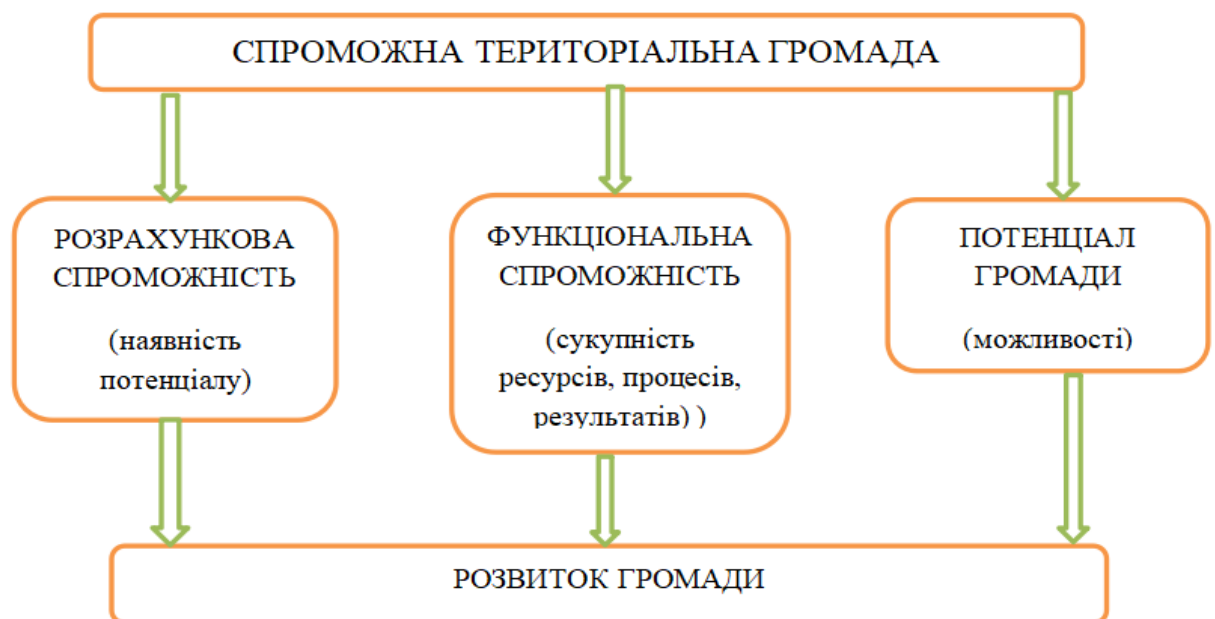 СПРОМОЖНА ТЕРИТОРІАЛЬНА ГРОМАДА
РОЗРАХУНКОВА
СПРОМОЖНІСТЬ
(наявність
потенціалу)
ФУНКЦІОНАЛЬНА
СПРОМОЖНІСТЬ
(сукупність
ресурсів, процесів,
результатів) )
ПОТЕНЦІАЛ
ГРОМАДИ
(можливості)
РОЗВИТОК ГРОМАДИ